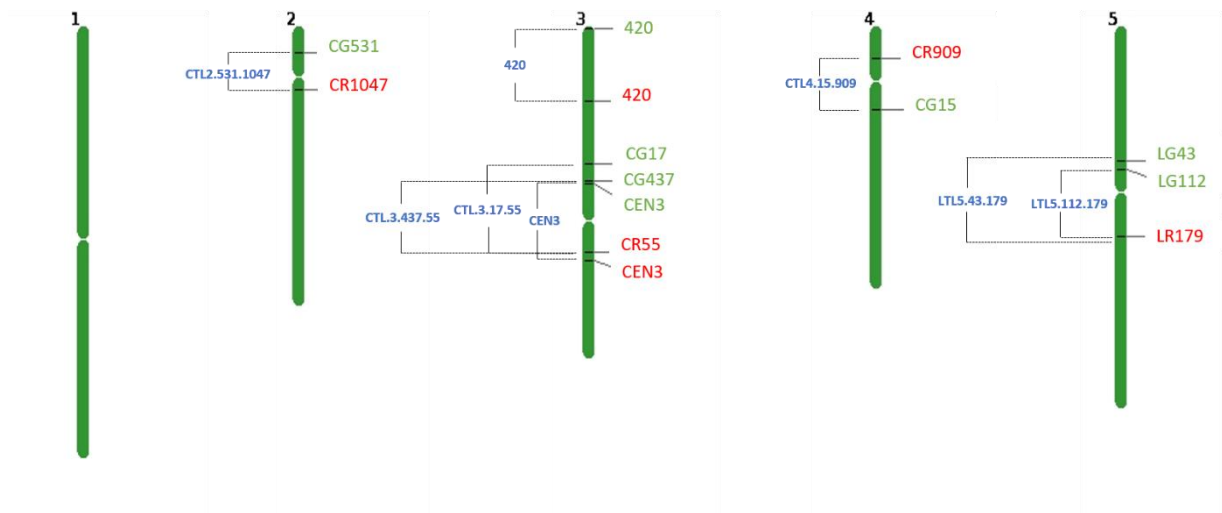 1
2
3
4
5
CG531
CTL2.531.1047
CR1047
420
420
420
CG17
CG437
CEN3
CTL.3.437.55
CTL.3.17.55
CEN3
CR55
CEN3
CR909
CTL4.15.909
CG15
LG43
LG112
LTL5.43.179
LTL5.112.179
LR179